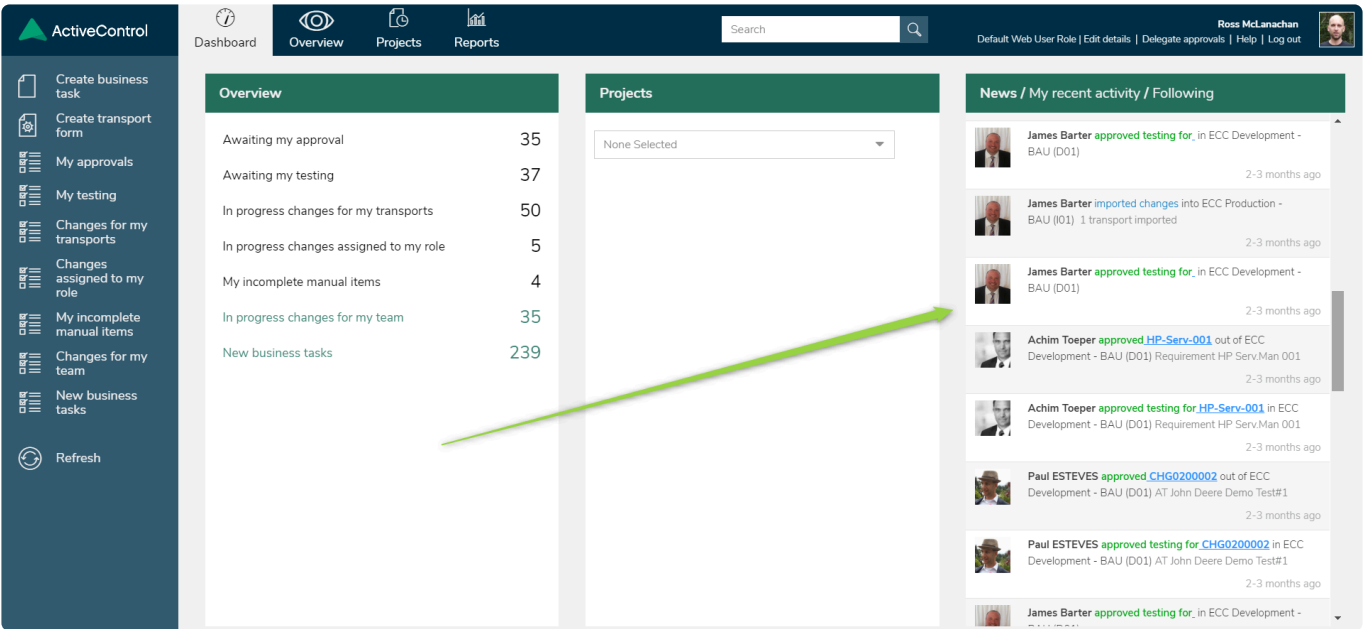 ActiveControl
Dashboard
Overview
Projects
Reports
Search
Ross McLanachan
Default Web User Role | Edit details | Delegate approvals | Help | Log out
Create business
task
Create transport
form
My approvals
My testing
Changes for my
transports
Changes
assigned to my
role
My incomplete
manual items
Changes for my
team
New business
tasks
Refresh
Overview
Awaiting my approval 35
Awaiting my testing 37
In progress changes for my transports 50
In progress changes assigned to my role 5
My incomplete manual items 4
In progress changes for my team 35
New business tasks 239
Projects
None Selected
News / My recent activity / Following
James Barter approved testing for in ECC Development -
BAU (D01)
2-3 months ago
James Barter imported changes into ECC Production -
BAU (I01) 1 transport imported
2-3 months ago
James Barter approved testing for in ECC Development -
BAU (D01)
2-3 months ago
Achim Toeper approved HP-Serv-001 out of ECC
Development - BAU (D01) Requirement HP Serv.Man 001
2-3 months ago
Achim Toeper approved testing for HP-Serv-001 in ECC
Development - BAU (D01) Requirement HP Serv.Man 001
2-3 months ago
Paul ESTEVES approved CHG0200002 out of ECC
Development - BAU (D01) AT John Deere Demo Test#1
2-3 months ago
Paul ESTEVES approved testing for CHG0200002 in ECC
Development - BAU (D01) AT John Deere Demo Test#1
2-3 months ago
James Barter approved testing for in ECC Development -